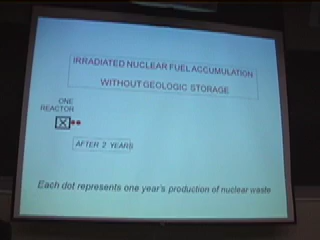 IRRADIATED NUCLEAR FUEL ACCUMULATION
WITHOUT GEOLOGIC STORAGE
ONE
REACTOR
AFTER 2 YEARS
Each dot represents one year's production of nuclear waste